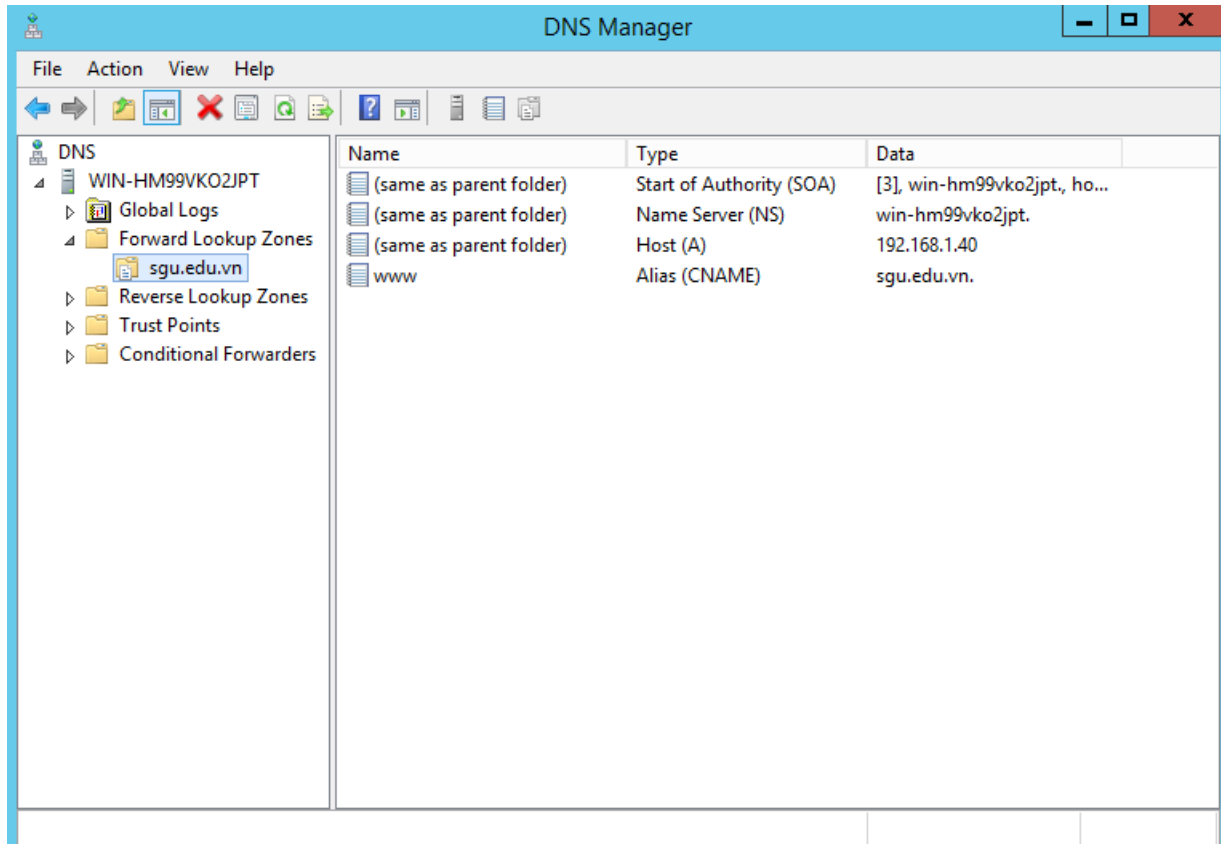 DNS Manager
File Action View Help
DNS
WIN-HM99VKO2JPT
Global Logs
Forward Lookup Zones
sgu.edu.vn
Reverse Lookup Zones
Trust Points
Conditional Forwarders
Name Type Data
(same as parent folder) Start of Authority (SOA) [3], win-hm99vko2jpt., ho...
(same as parent folder) Name Server (NS) win-hm99vko2jpt.
(same as parent folder) Host (A) 192.168.1.40
www Alias (CNAME) sgu.edu.vn.